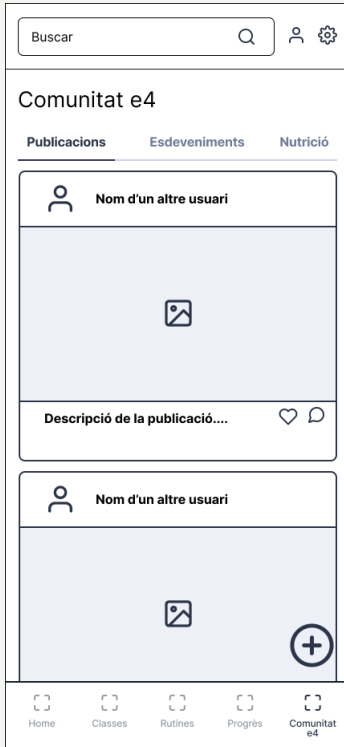 Buscar
Comunitat e4
Publicacions Esdeveniments Nutrició
Nom d'un altre usuari
Descripció de la publicació....
Nom d'un altre usuari
Home Classes Rutines Progrès Comunitat
e4